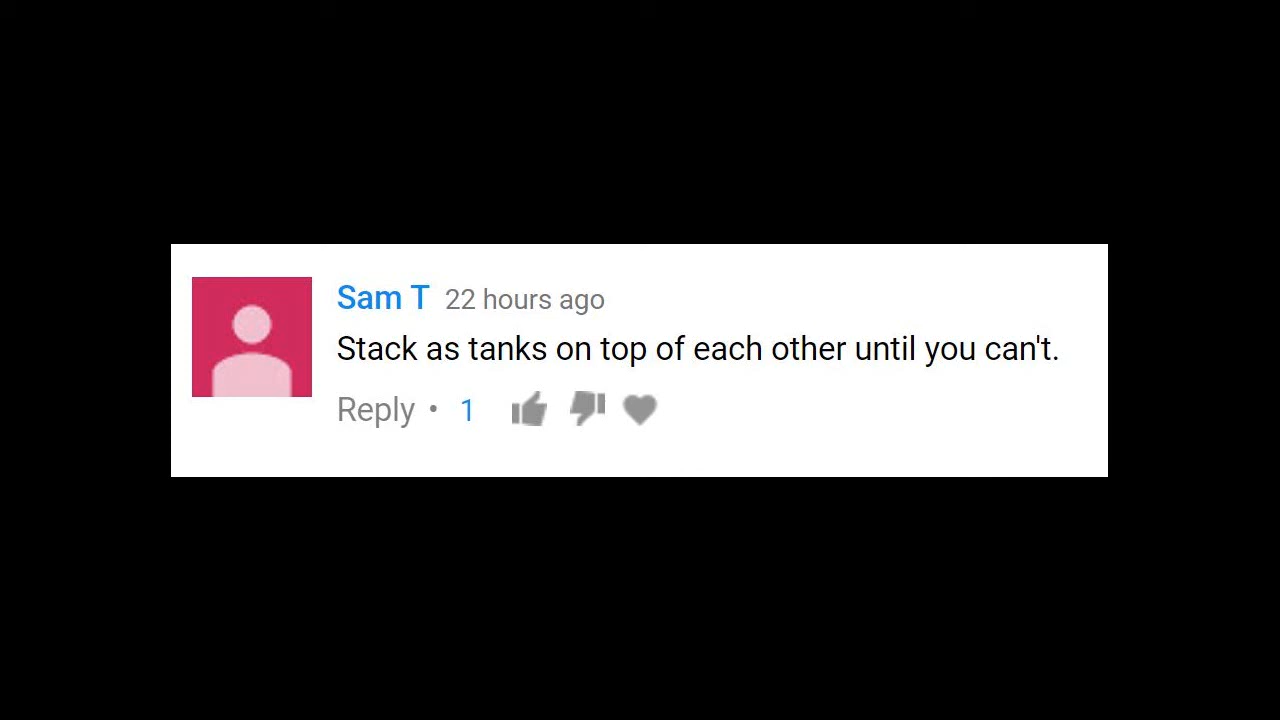 Sam T 22 hours ago
Stack as tanks on top of each other until you can't.
Reply • 1